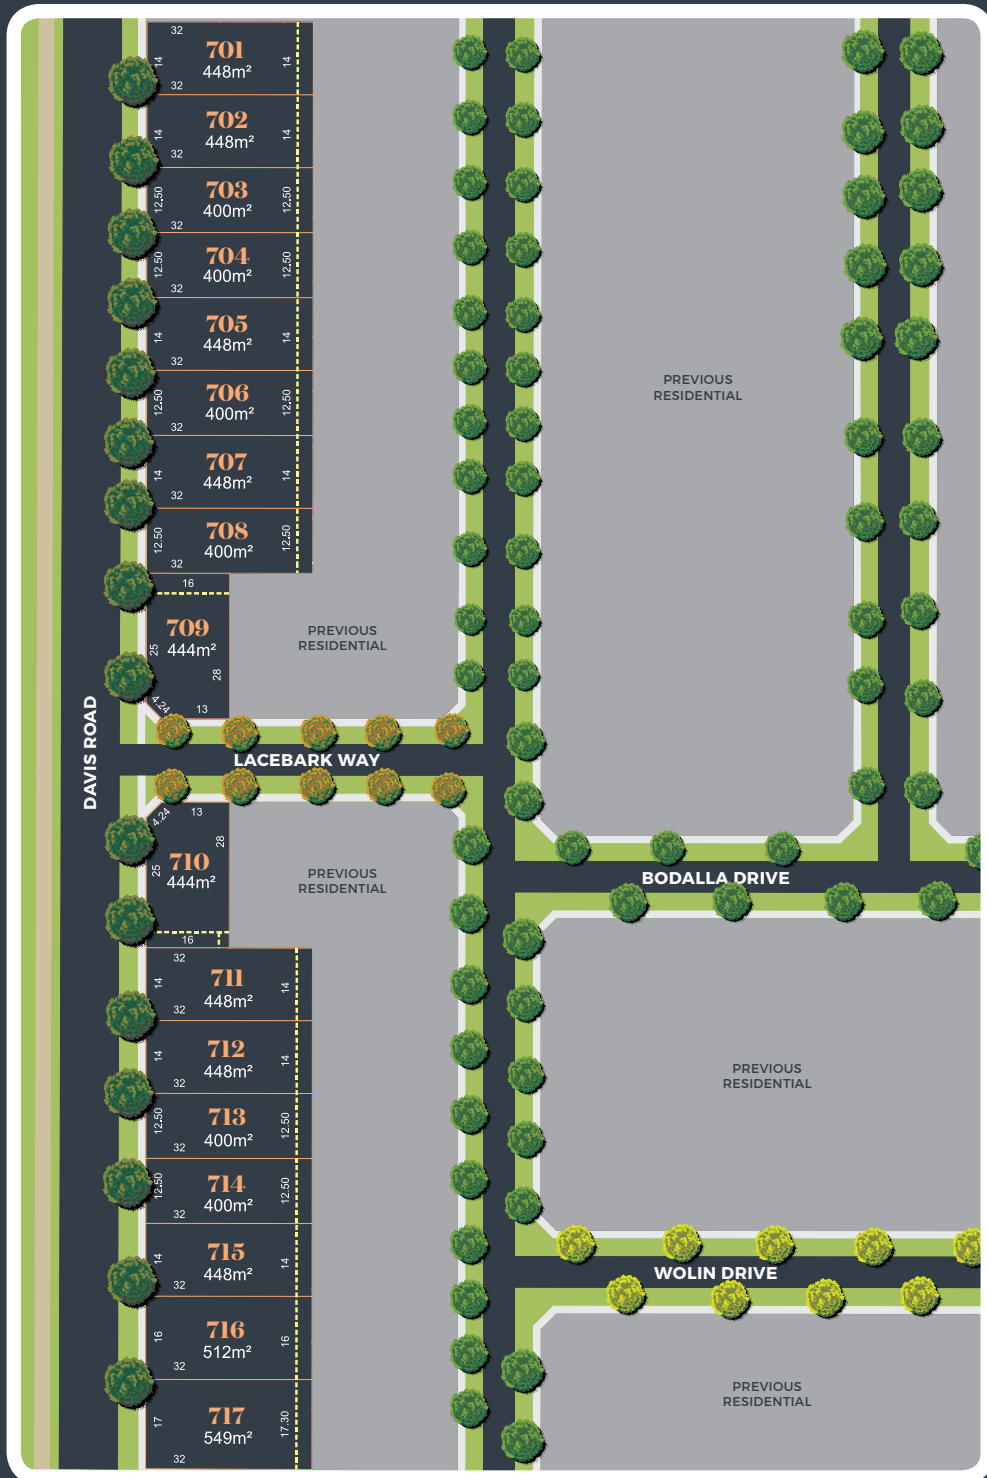 32
701
448m²
14
14
32
702
448m²
14
14
32
703
400m²
12.50
12.50
32
704
400m²
12.50
12.50
32
705
448m²
14
14
32
706
400m²
12.50
12.50
32
707
448m²
14
14
32
708
400m²
12.50
12.50
32
16
709
444m²
25
28
4.24
13
PREVIOUS
RESIDENTIAL
PREVIOUS
RESIDENTIAL
DAVIS ROAD
LACEBARK WAY
4.24
13
28
710
444m²
25
16
PREVIOUS
RESIDENTIAL
BODALLA DRIVE
32
711
448m²
14
14
32
712
448m²
14
14
32
713
400m²
12.50
12.50
32
714
400m²
12.50
12.50
32
715
448m²
14
14
32
716
512m²
16
16
32
717
549m²
17
17.30
32
PREVIOUS
RESIDENTIAL
WOLIN DRIVE
PREVIOUS
RESIDENTIAL